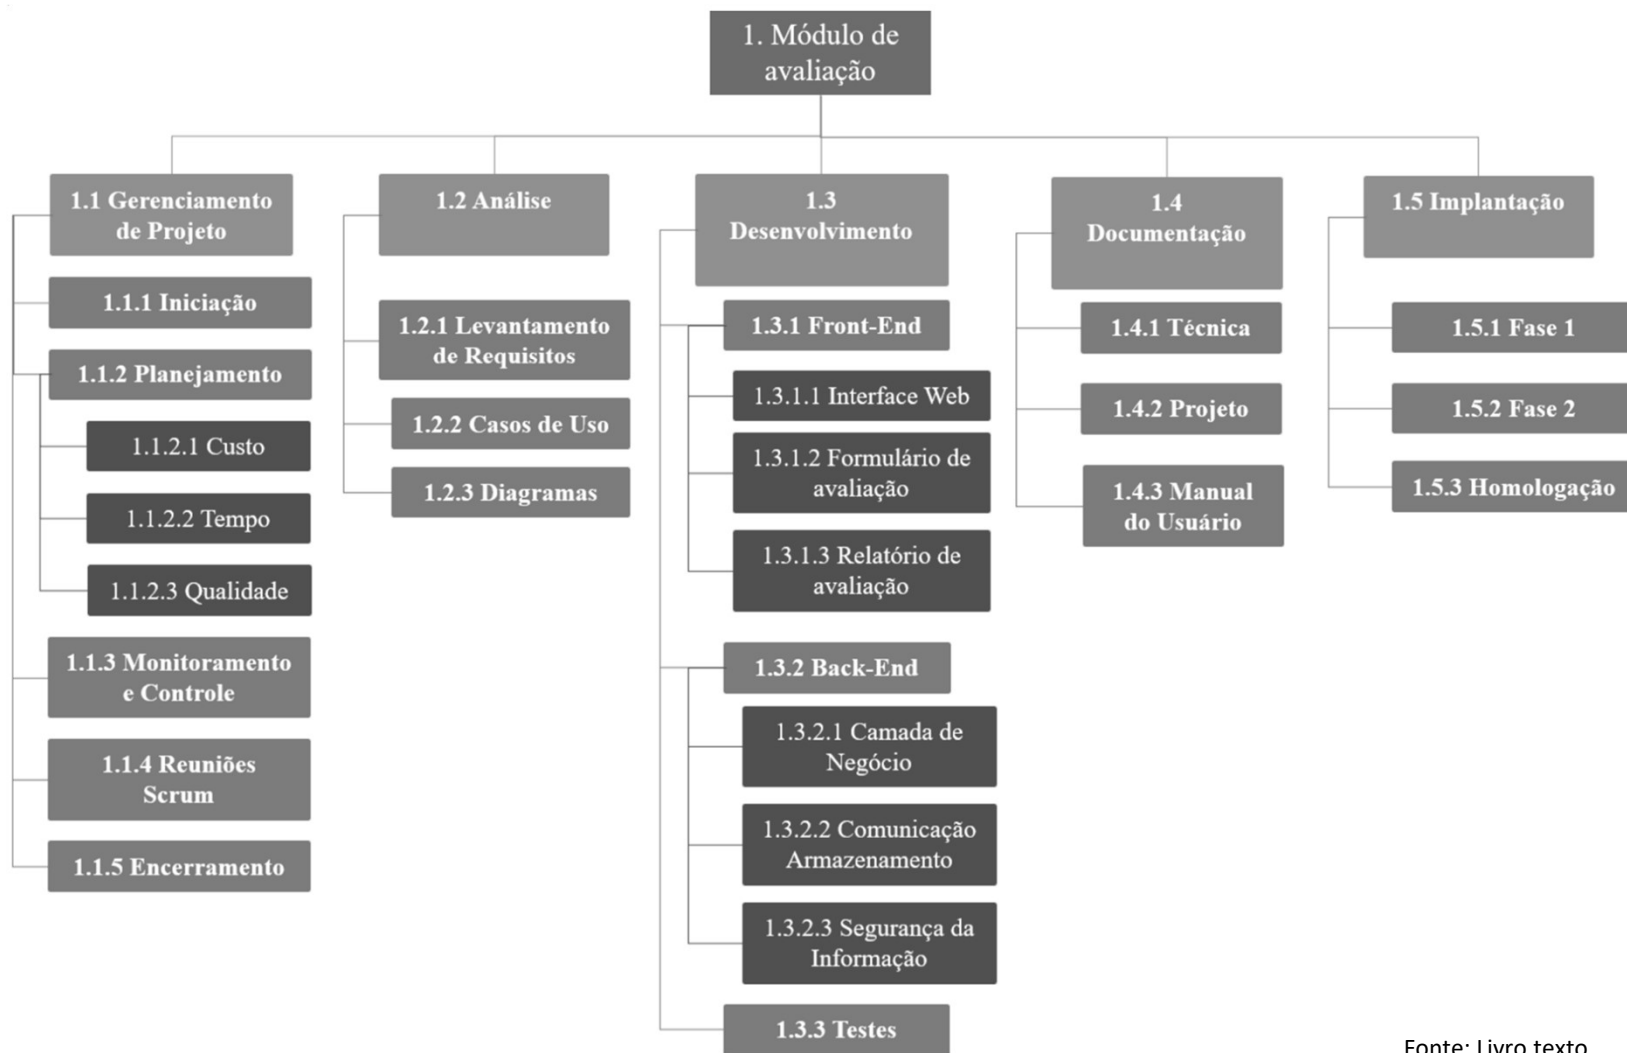 1. Módulo de
avaliação
1.1 Gerenciamento
de Projeto
1.1.1 Iniciação
1.1.2 Planejamento
1.1.2.1 Custo
1.1.2.2 Tempo
1.1.2.3 Qualidade
1.1.3 Monitoramento
e Controle
1.1.4 Reuniões
Scrum
1.1.5 Encerramento
1.2 Análise
1.2.1 Levantamento
de Requisitos
1.2.2 Casos de Uso
1.2.3 Diagramas
1.3
Desenvolvimento
1.3.1 Front-End
1.3.1.1 Interface Web
1.3.1.2 Formulário de
avaliação
1.3.1.3 Relatório de
avaliação
1.3.2 Back-End
1.3.2.1 Camada de
Negócio
1.3.2.2 Comunicação
Armazenamento
1.3.2.3 Segurança da
Informação
1.3.3 Testes
1.4
Documentação
1.4.1 Técnica
1.4.2 Projeto
1.4.3 Manual
do Usuário
1.5 Implantação
1.5.1 Fase 1
1.5.2 Fase 2
1.5.3 Homologação
Fonte: Livro texto